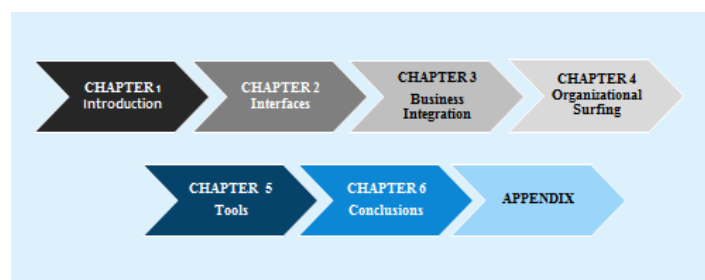 CHAPTER 1
Introduction
CHAPTER 2
Interfaces
CHAPTER 3
Business
Integration
CHAPTER 4
Organizational
Surfing
CHAPTER 5
Tools
CHAPTER 6
Conclusions
APPENDIX